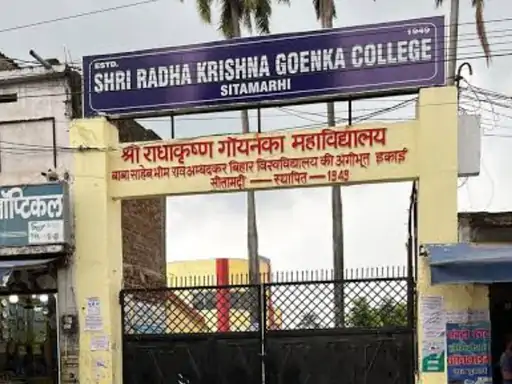 ESTD. 1949
SHRI RADHA KRISHNA GOENKA COLLEGE
SITAMARHI
श्री राधाकृष्ण गोयनका महाविद्यालय
बाबा साहेब भीम राव अम्बेदकर बिहार विश्वविद्यालय की अंगीभूत इकाई
सीतामढ़ी — स्थापित — 1949
ऑप्टिकल